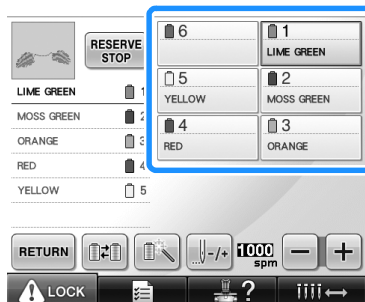 RESERVE
STOP
LIME GREEN 1
MOSS GREEN 2
ORANGE 3
RED 4
YELLOW 5
6
1
LIME GREEN
5
YELLOW
2
MOSS GREEN
4
RED
3
ORANGE
RETURN
-/+
1000
spm
− +
LOCK
?